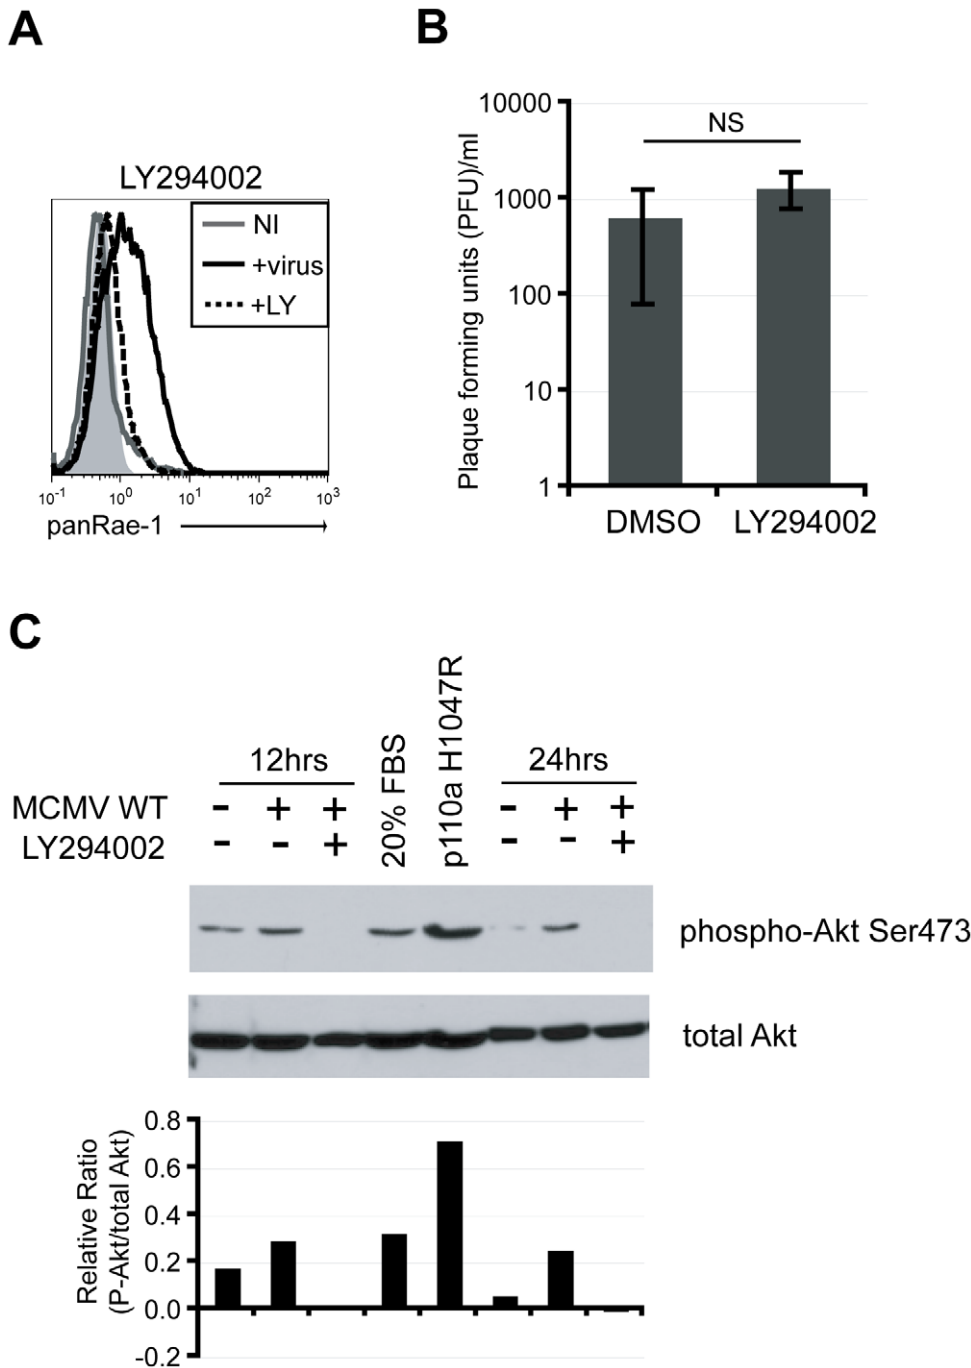 A
LY294002
NI
+virus
+LY
10-1 100 101 102 103
panRae-1
B
Plaque forming units (PFU)/ml
10000
1000
100
10
1
NS
DMSO LY294002
C
12hrs 20% FBS p110a H1047R 24hrs
MCMV WT - + + - + +
LY294002 - - + - - +
phospho-Akt Ser473
total Akt
Relative Ratio
(P-Akt/total Akt)
0.8
0.6
0.4
0.2
0.0
-0.2